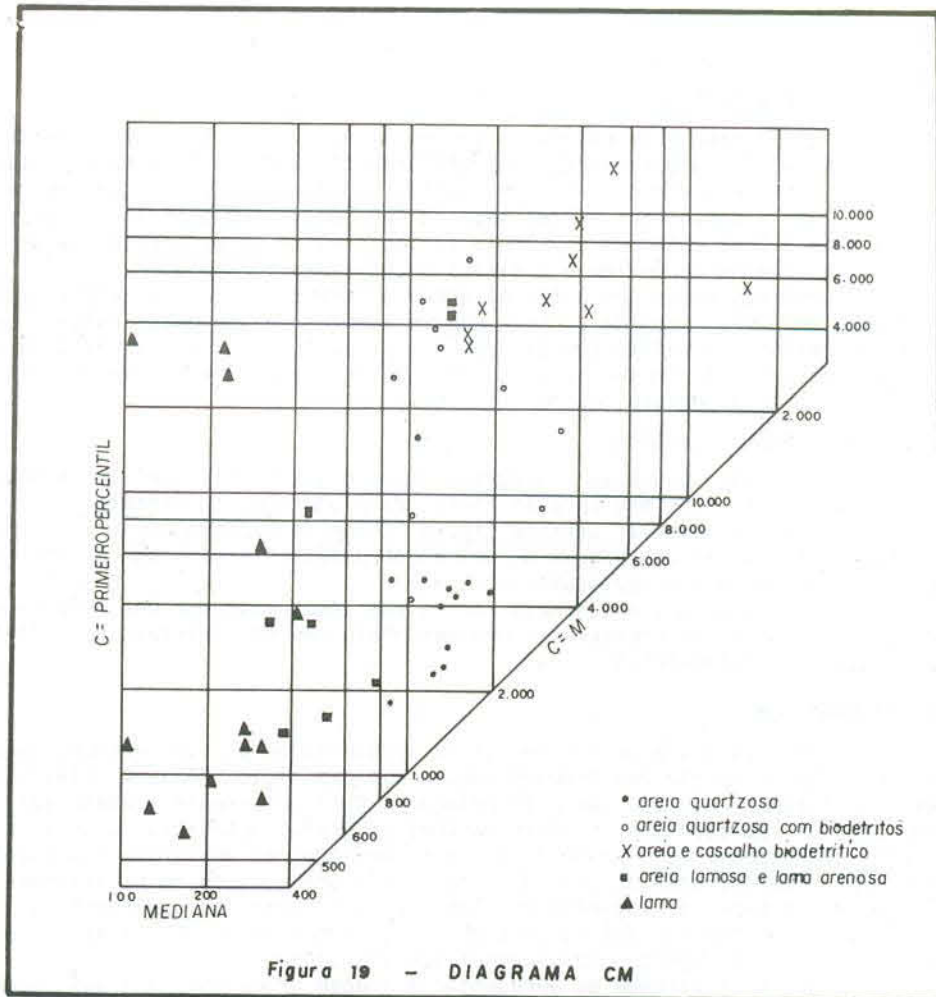 10.000
8.000
6.000
4.000
2.000
10.000
8.000
6.000
4.000
2.000
1.000
800
600
500
400
200
100
C = PRIMEIRO PERCENTIL
C = M
MEDIANA
areia quartzosa
areia quartzosa com biodetritos
areia e cascalho biodetrítico
areia lamosa e lama arenosa
lama
Figura 19 - DIAGRAMA CM